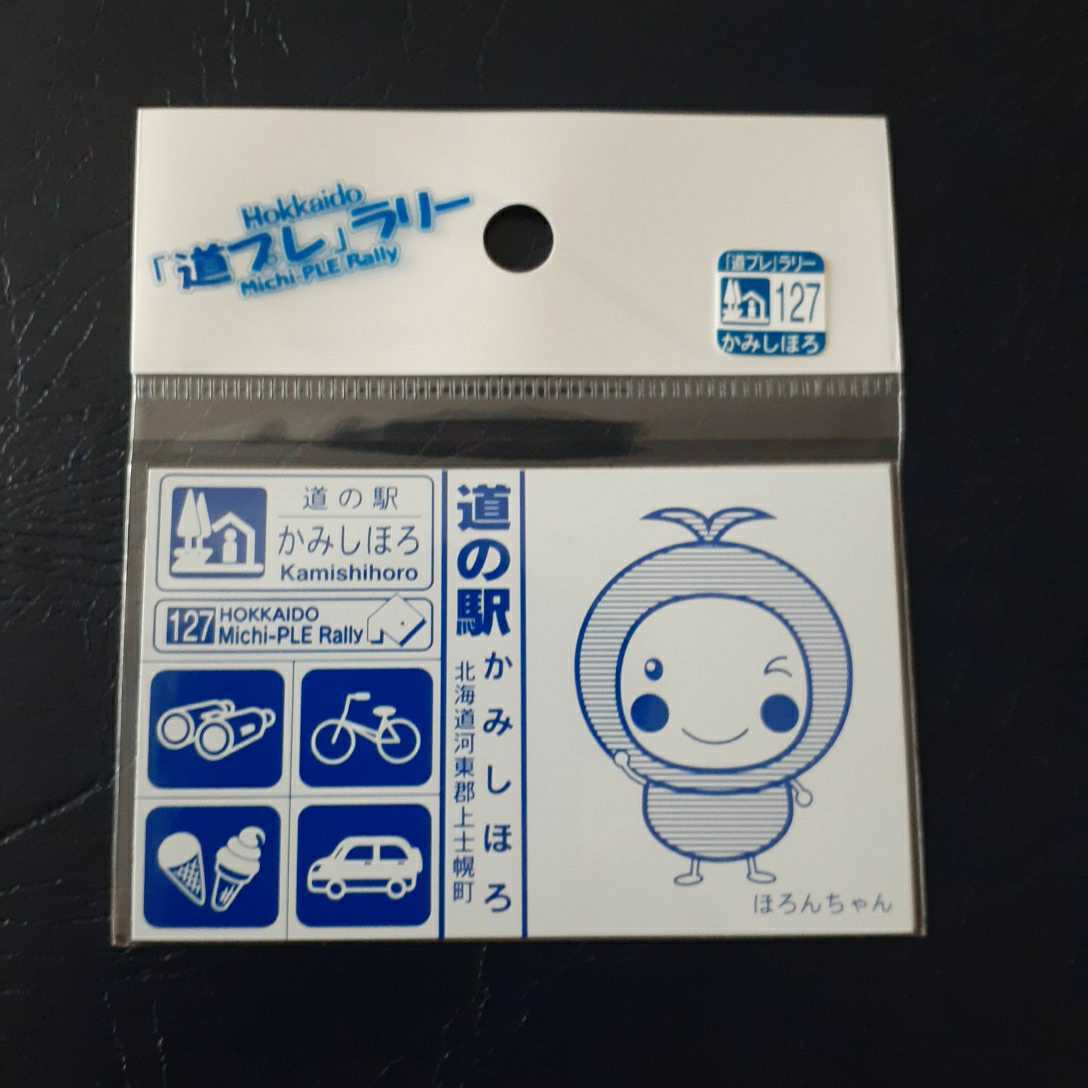 Hokkaido
「道プレ」ラリー
Michi-PLE Rally
「道プレ」ラリー
127
かみしほろ
道の駅
かみしほろ
Kamishihoro
127 HOKKAIDO
Michi-PLE Rally
道の駅かみしほろ
北海道河東郡上士幌町
ほろんちゃん